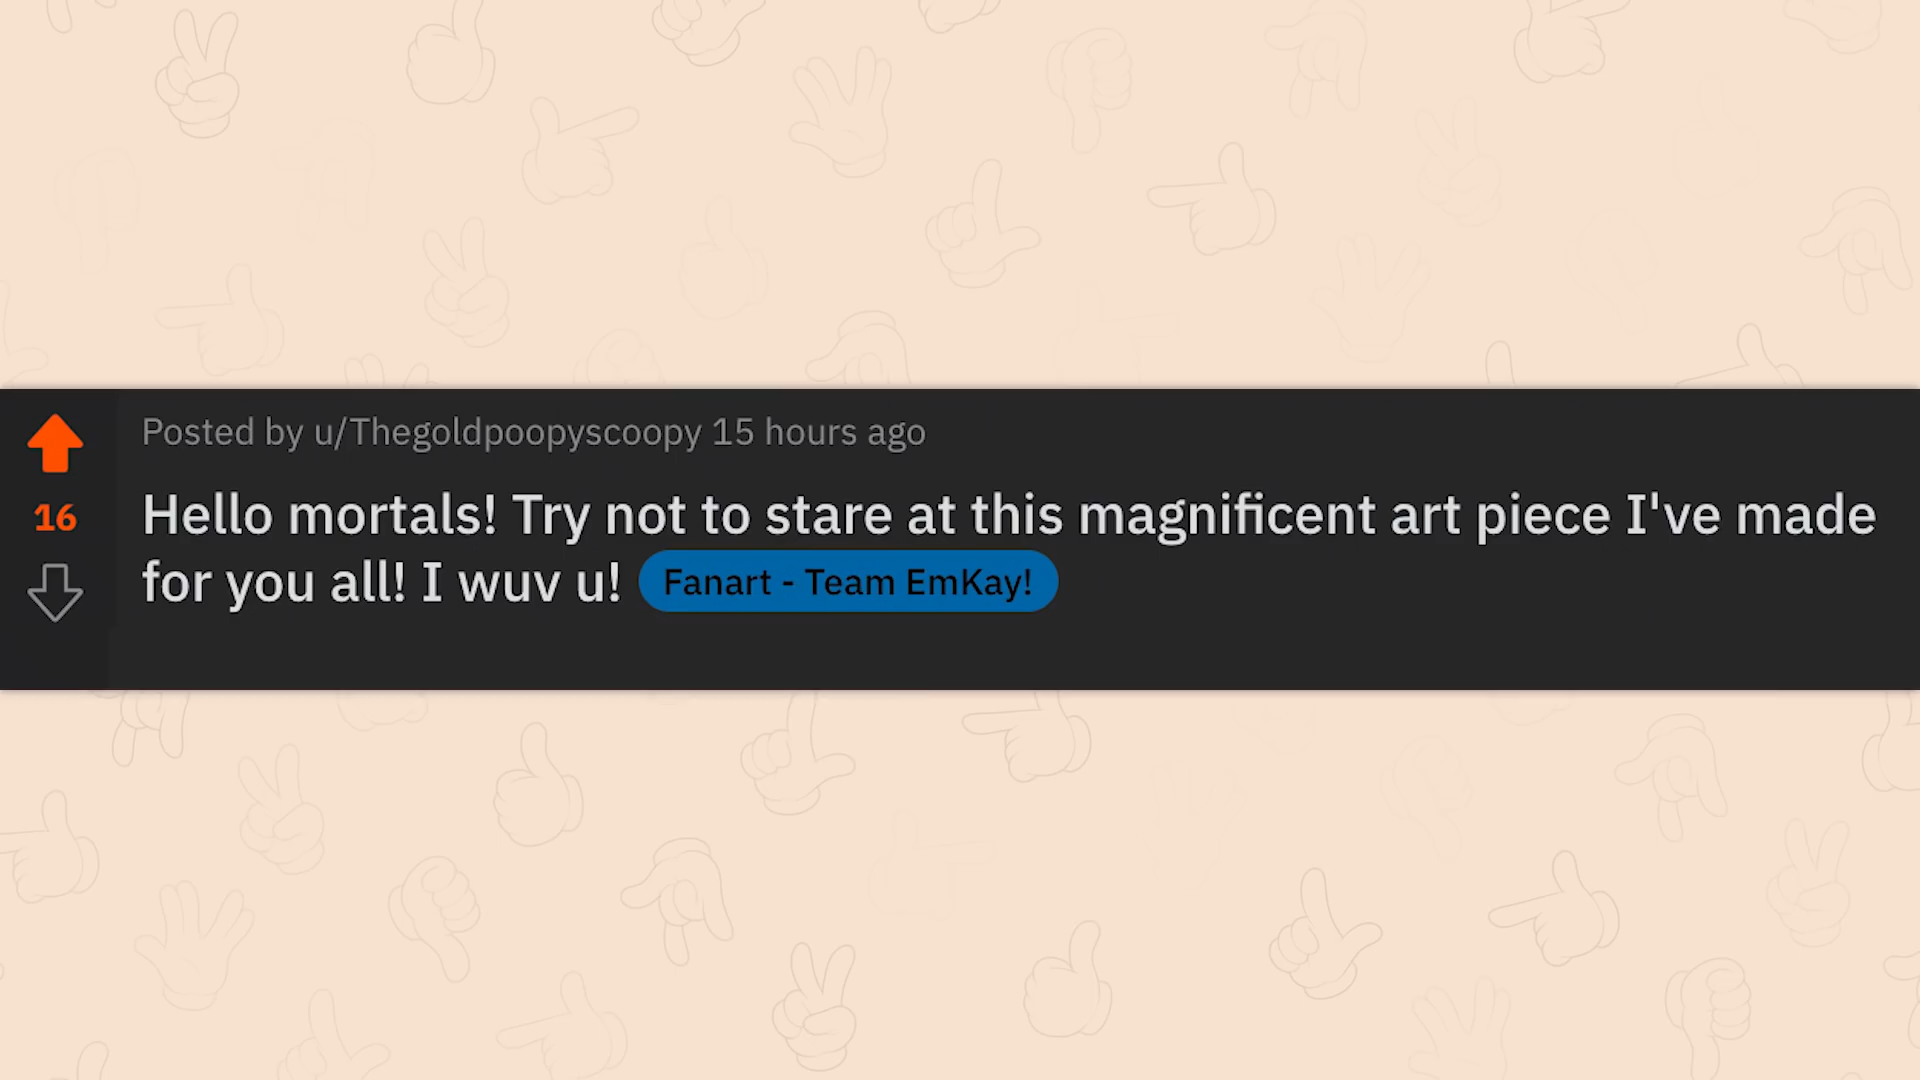 Posted by u/Thegoldpoopyscoopy 15 hours ago
16
Hello mortals! Try not to stare at this magnificent art piece I've made
for you all! I wuv u! Fanart - Team EmKay!